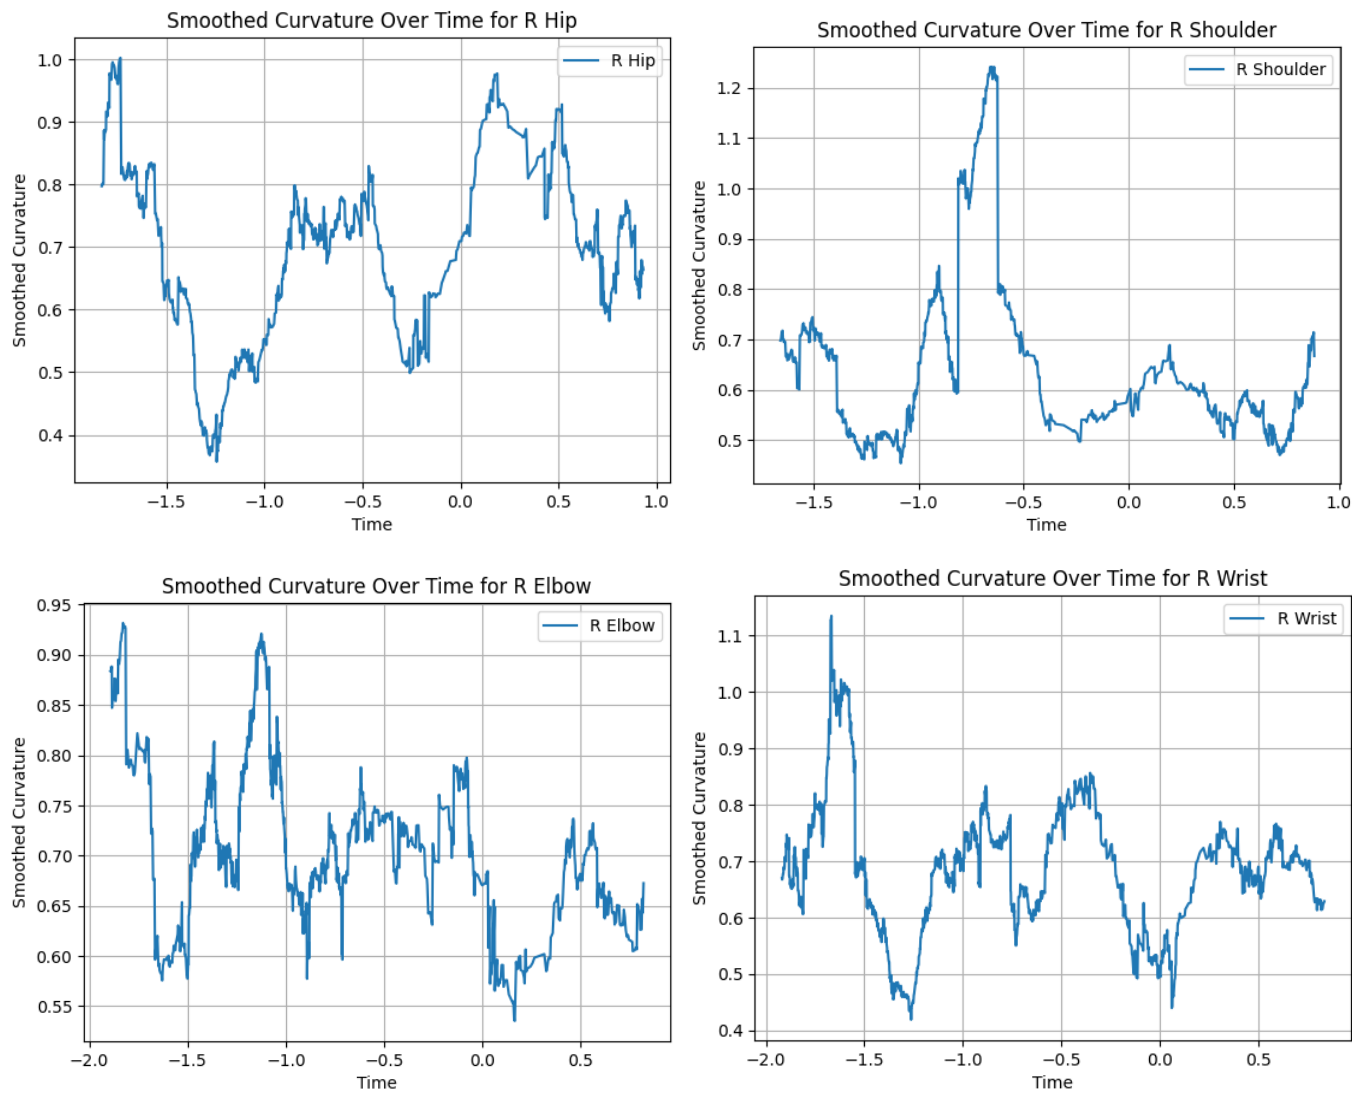 Smoothed Curvature Over Time for R Hip
R Hip
Smoothed Curvature
1.0
0.9
0.8
0.7
0.6
0.5
0.4
−1.5 −1.0 −0.5 0.0 0.5 1.0
Time
Smoothed Curvature Over Time for R Shoulder
R Shoulder
Smoothed Curvature
1.2
1.1
1.0
0.9
0.8
0.7
0.6
0.5
−1.5 −1.0 −0.5 0.0 0.5 1.0
Time
Smoothed Curvature Over Time for R Elbow
R Elbow
Smoothed Curvature
0.95
0.90
0.85
0.80
0.75
0.70
0.65
0.60
0.55
−2.0 −1.5 −1.0 −0.5 0.0 0.5
Time
Smoothed Curvature Over Time for R Wrist
R Wrist
Smoothed Curvature
1.1
1.0
0.9
0.8
0.7
0.6
0.5
0.4
−2.0 −1.5 −1.0 −0.5 0.0 0.5
Time